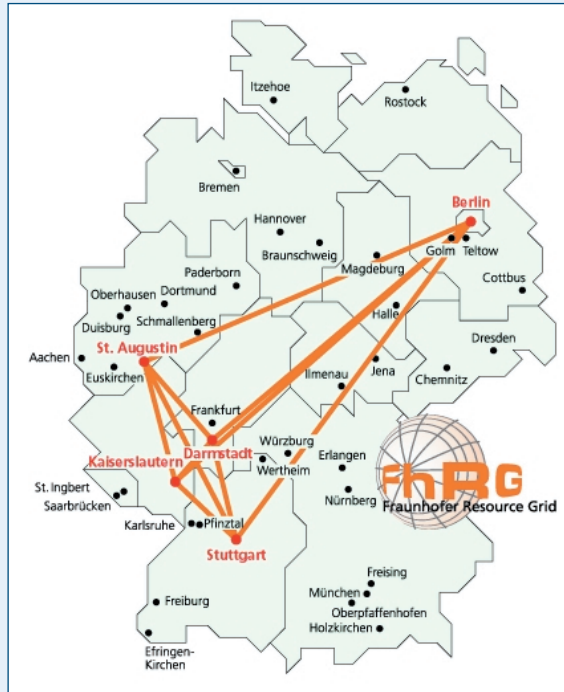 Itzehoe
Rostock
Bremen
Berlin
Hannover
Braunschweig
Golm Teltow
Magdeburg
Paderborn
Cottbus
Oberhausen Dortmund
Halle
Duisburg
Schmallenberg
Dresden
St. Augustin
Aachen
Jena
Euskirchen
Ilmenau
Chemnitz
Frankfurt
Würzburg
Darmstadt
Erlangen
Kaiserslautern
Wertheim
FhRG
St. Ingbert
Nürnberg
Fraunhofer Resource Grid
Saarbrücken
Karlsruhe Pfinztal
Stuttgart
Freising
München
Freiburg
Oberpfaffenhofen
Holzkirchen
Efringen-
Kirchen